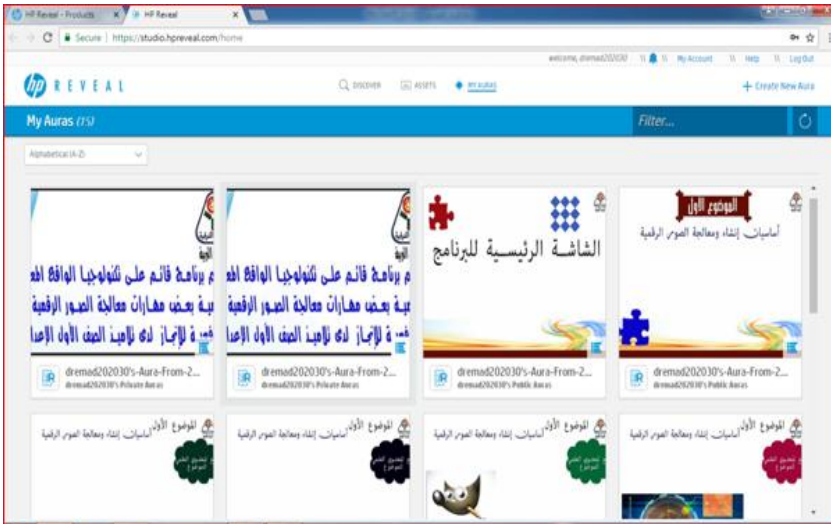 HP Reveal - Products
HP Reveal
Secure | https://studio.hpreveal.com/home
welcome, dremad202030
My Account
Help
Log Out
hp REVEAL
DISCOVER
ASSETS
MY AURAS
+ Create New Aura
My Auras (15)
Filter...
Alphabetical (A-Z)
م برنامج قائم على تكنولوجيا الواقع المع
مية بعض مهارات معالجة الصور الرقمية
فعية للإنجاز لدى تلاميذ الصف الأول الإعدا
م برنامج قائم على تكنولوجيا الواقع المع
مية بعض مهارات معالجة الصور الرقمية
ة للإنجاز لدى تلاميذ الصف الأول الإعدا
الشاشة الرئيسية للبرنامج
الموضوع الأول
أساسيات إنشاء ومعالجة الصور الرقمية
dremad202030's-Aura-From-2...
dremad202030's Private Auras
dremad202030's-Aura-From-2...
dremad202030's Private Auras
dremad202030's-Aura-From-2...
dremad202030's Public Auras
dremad202030's-Aura-From-2...
dremad202030's Public Auras
الموضوع الأول
أساسيات إنشاء ومعالجة الصور الرقمية
الموضوع الأول
أساسيات إنشاء ومعالجة الصور الرقمية
الموضوع الأول
أساسيات إنشاء ومعالجة الصور الرقمية
الموضوع الأول
أساسيات إنشاء ومعالجة الصور الرقمية